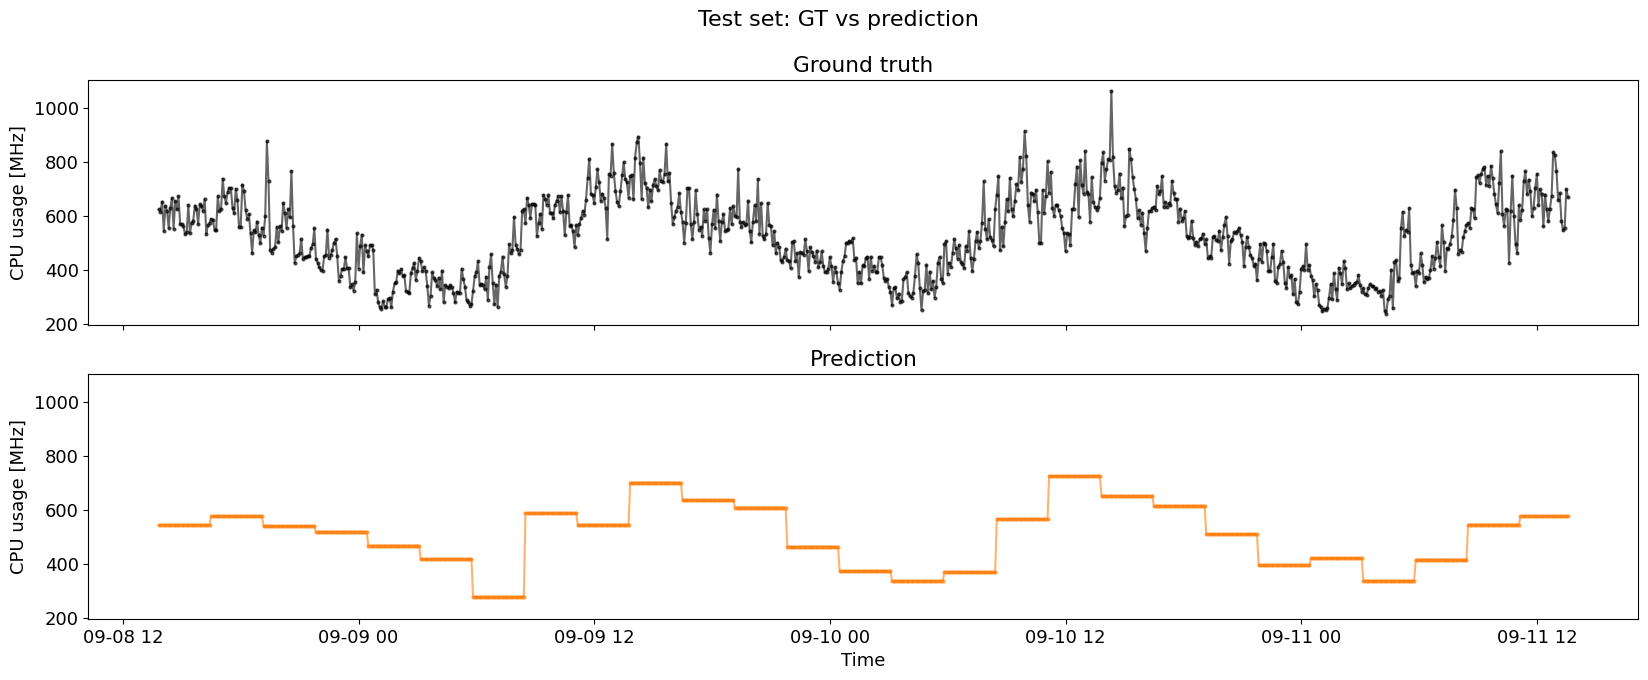 Test set: GT vs prediction
Ground truth
CPU usage [MHz]
1000
800
600
400
200
Prediction
CPU usage [MHz]
1000
800
600
400
200
09-08 12 09-09 00 09-09 12 09-10 00 09-10 12 09-11 00 09-11 12
Time